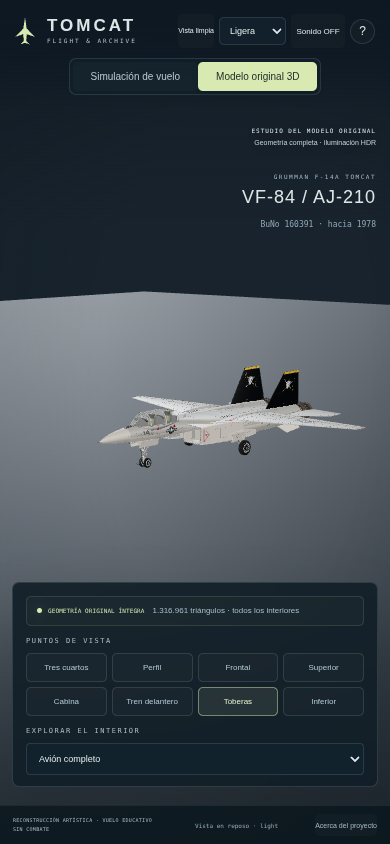 TOMCAT
FLIGHT & ARCHIVE
Vista limpia
Ligera
Sonido OFF
?
Simulación de vuelo
Modelo original 3D
ESTUDIO DEL MODELO ORIGINAL
Geometría completa · Iluminación HDR
GRUMMAN F-14A TOMCAT
VF-84 / AJ-210
BuNo 160391 · hacia 1978
GEOMETRÍA ORIGINAL ÍNTEGRA 1.316.961 triángulos · todos los interiores
PUNTOS DE VISTA
Tres cuartos
Perfil
Frontal
Superior
Cabina
Tren delantero
Toberas
Inferior
EXPLORAR EL INTERIOR
Avión completo
RECONSTRUCCIÓN ARTÍSTICA · VUELO EDUCATIVO
SIN COMBATE
Vista en reposo · light
Acerca del proyecto